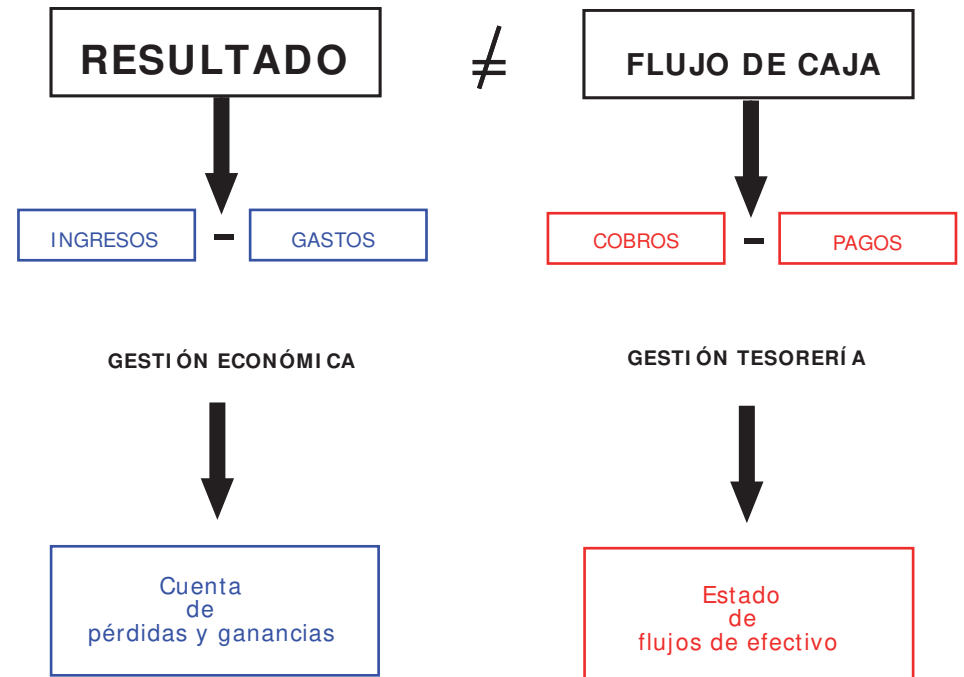 RESULTADO ≠ FLUJO DE CAJA
INGRESOS - GASTOS
COBROS - PAGOS
GESTIÓN ECONÓMICA
GESTIÓN TESORERÍA
Cuenta
de
pérdidas y ganancias
Estado
de
flujos de efectivo